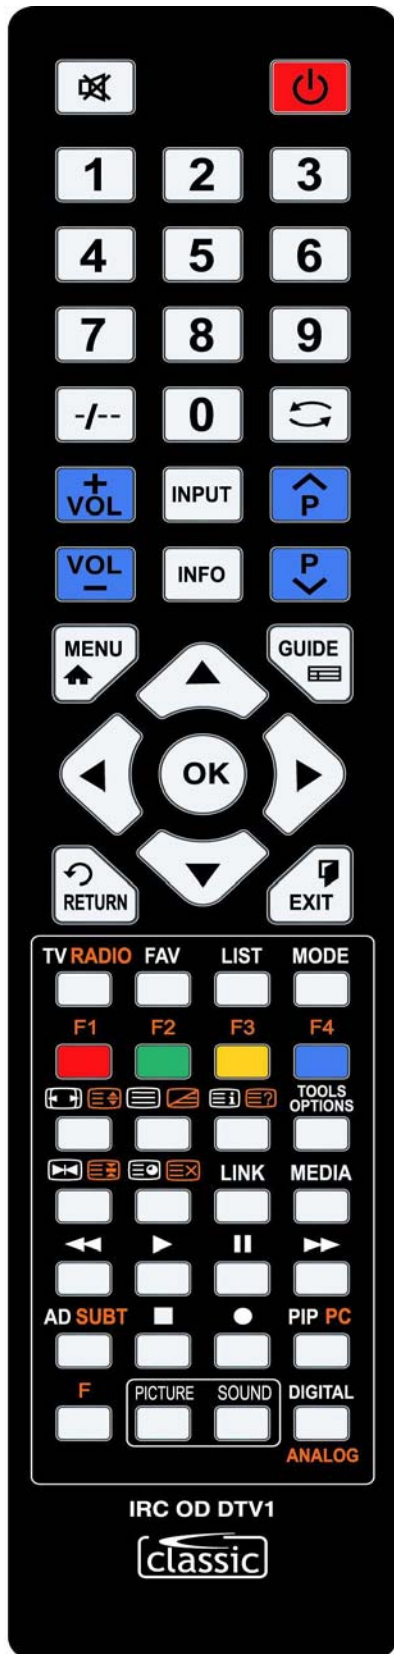 1 2 3
4 5 6
7 8 9
-/-- 0
+ VOL INPUT P
VOL − INFO P
MENU GUIDE
OK
RETURN EXIT
TV RADIO FAV LIST MODE
F1 F2 F3 F4
TOOLS
OPTIONS
LINK MEDIA
AD SUBT PIP PC
F PICTURE SOUND DIGITAL
ANALOG
IRC OD DTV1
classic